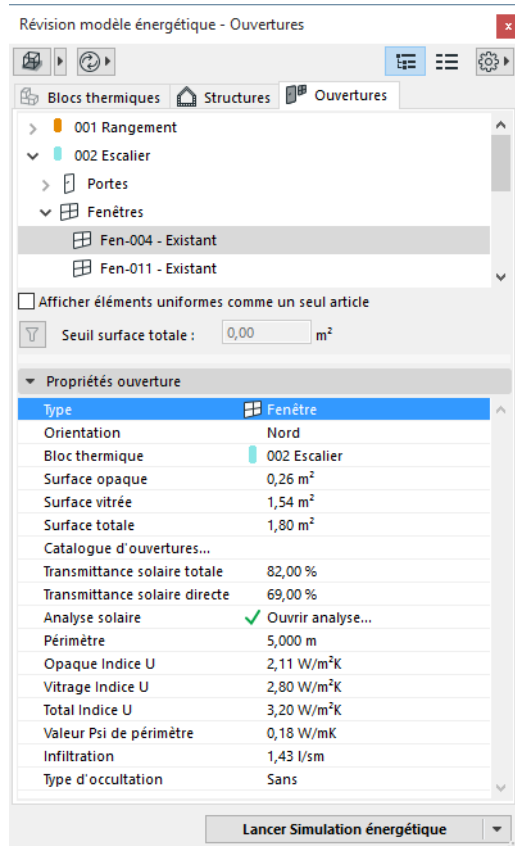 Révision modèle énergétique - Ouvertures
x
Blocs thermiques Structures Ouvertures
001 Rangement
002 Escalier
Portes
Fenêtres
Fen-004 - Existant
Fen-011 - Existant
Afficher éléments uniformes comme un seul article
Seuil surface totale : 0,00 m²
Propriétés ouverture
Type Fenêtre
Orientation Nord
Bloc thermique 002 Escalier
Surface opaque 0,26 m²
Surface vitrée 1,54 m²
Surface totale 1,80 m²
Catalogue d'ouvertures...
Transmittance solaire totale 82,00 %
Transmittance solaire directe 69,00 %
Analyse solaire Ouvrir analyse...
Périmètre 5,000 m
Opaque Indice U 2,11 W/m²K
Vitrage Indice U 2,80 W/m²K
Total Indice U 3,20 W/m²K
Valeur Psi de périmètre 0,18 W/mK
Infiltration 1,43 l/sm
Type d'occultation Sans
Lancer Simulation énergétique